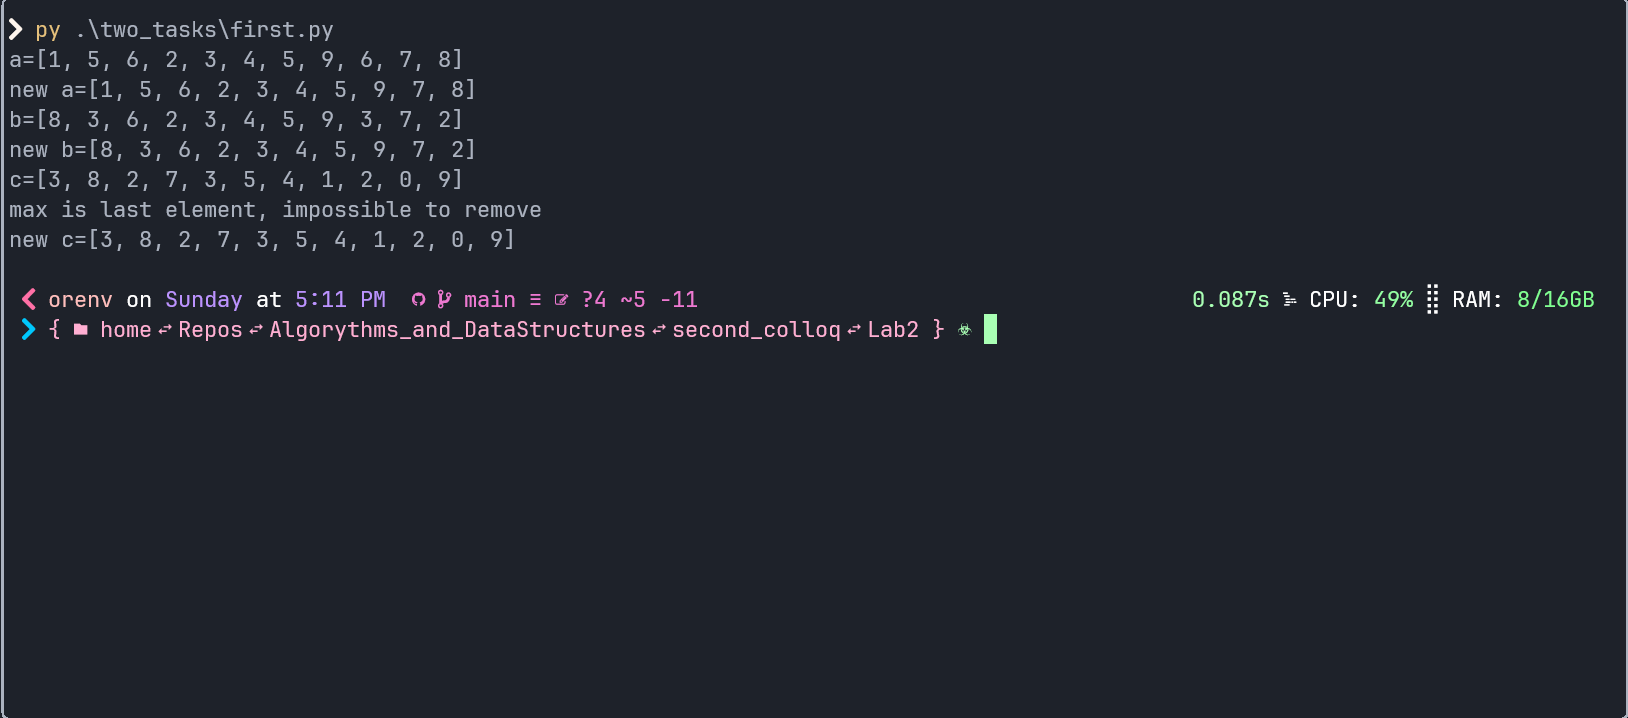 py .\two_tasks\first.py
a=[1, 5, 6, 2, 3, 4, 5, 9, 6, 7, 8]
new a=[1, 5, 6, 2, 3, 4, 5, 9, 7, 8]
b=[8, 3, 6, 2, 3, 4, 5, 9, 3, 7, 2]
new b=[8, 3, 6, 2, 3, 4, 5, 9, 7, 2]
c=[3, 8, 2, 7, 3, 5, 4, 1, 2, 0, 9]
max is last element, impossible to remove
new c=[3, 8, 2, 7, 3, 5, 4, 1, 2, 0, 9]
orenv on Sunday at 5:11 PM main ≡ ?4 ~5 -11 0.087s CPU: 49% RAM: 8/16GB
{ home Repos Algorythms_and_DataStructures second_colloq Lab2 }